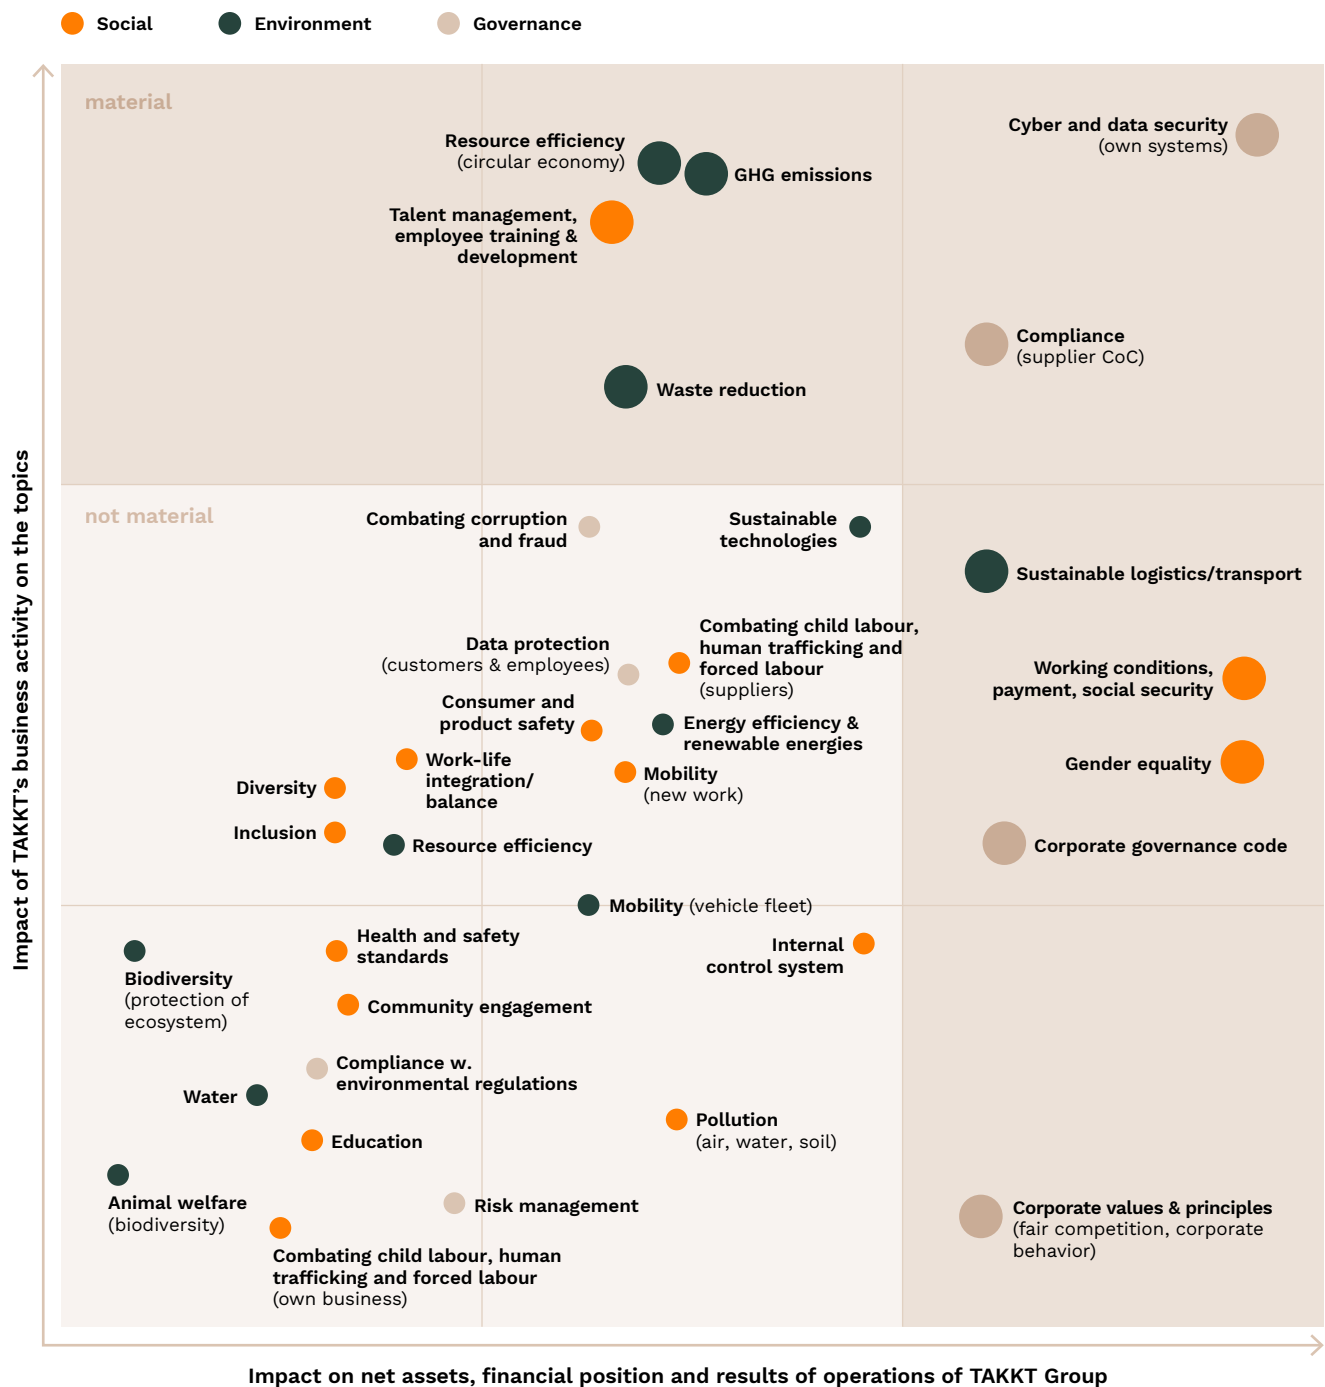 Social
Environment
Governance
material
Resource efficiency
(circular economy)
GHG emissions
Cyber and data security
(own systems)
Talent management,
employee training &
development
Compliance
(supplier CoC)
Waste reduction
not material
Combating corruption
and fraud
Sustainable
technologies
Sustainable logistics/transport
Combating child labour,
human trafficking and
forced labour
(suppliers)
Data protection
(customers & employees)
Working conditions,
payment, social security
Consumer and
product safety
Energy efficiency &
renewable energies
Work-life
integration/
balance
Mobility
(new work)
Gender equality
Diversity
Inclusion
Resource efficiency
Corporate governance code
Mobility (vehicle fleet)
Health and safety
standards
Internal
control system
Biodiversity
(protection of
ecosystem)
Community engagement
Compliance w.
environmental regulations
Water
Pollution
(air, water, soil)
Education
Animal welfare
(biodiversity)
Risk management
Corporate values & principles
(fair competition, corporate
behavior)
Combating child labour, human
trafficking and forced labour
(own business)
Impact of TAKKT's business activity on the topics
Impact on net assets, financial position and results of operations of TAKKT Group